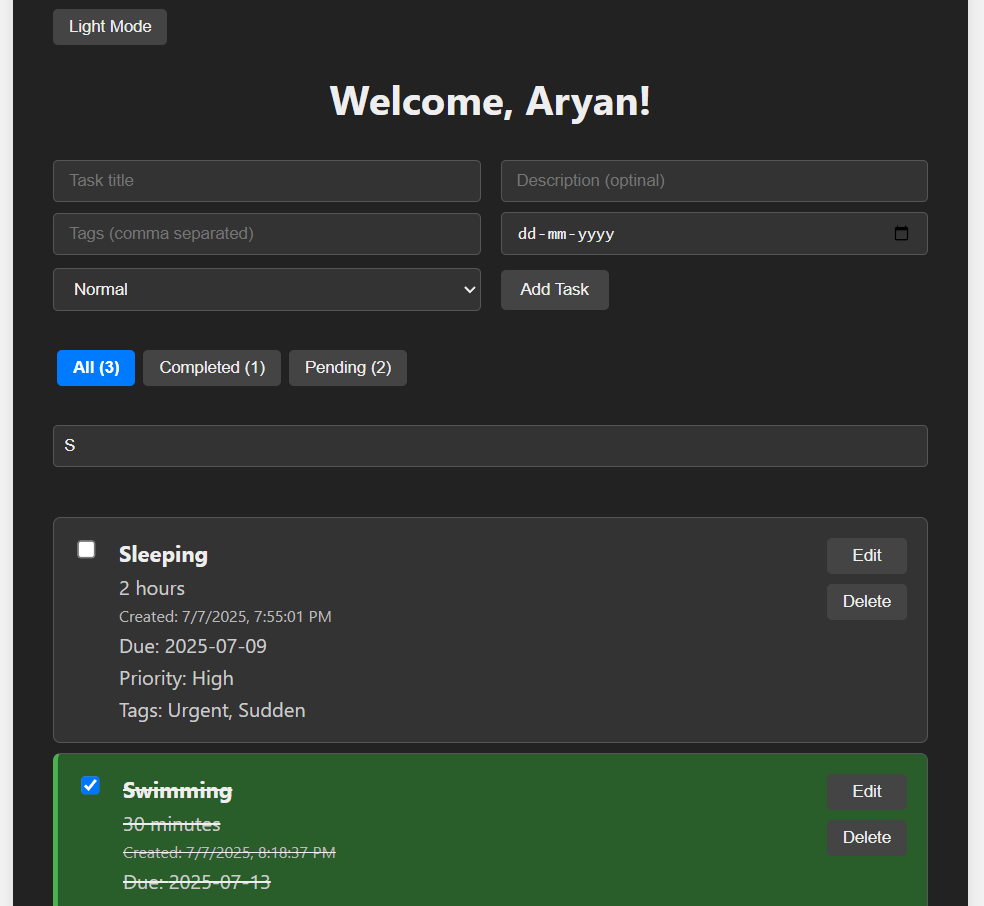 Light Mode
Welcome, Aryan!
Task title
Description (optinal)
Tags (comma separated)
dd-mm-yyyy
Normal
Add Task
All (3)
Completed (1)
Pending (2)
S
Sleeping
Edit
2 hours
Delete
Created: 7/7/2025, 7:55:01 PM
Due: 2025-07-09
Priority: High
Tags: Urgent, Sudden
Swimming
Edit
30 minutes
Delete
Created: 7/7/2025, 8:18:37 PM
Due: 2025-07-13